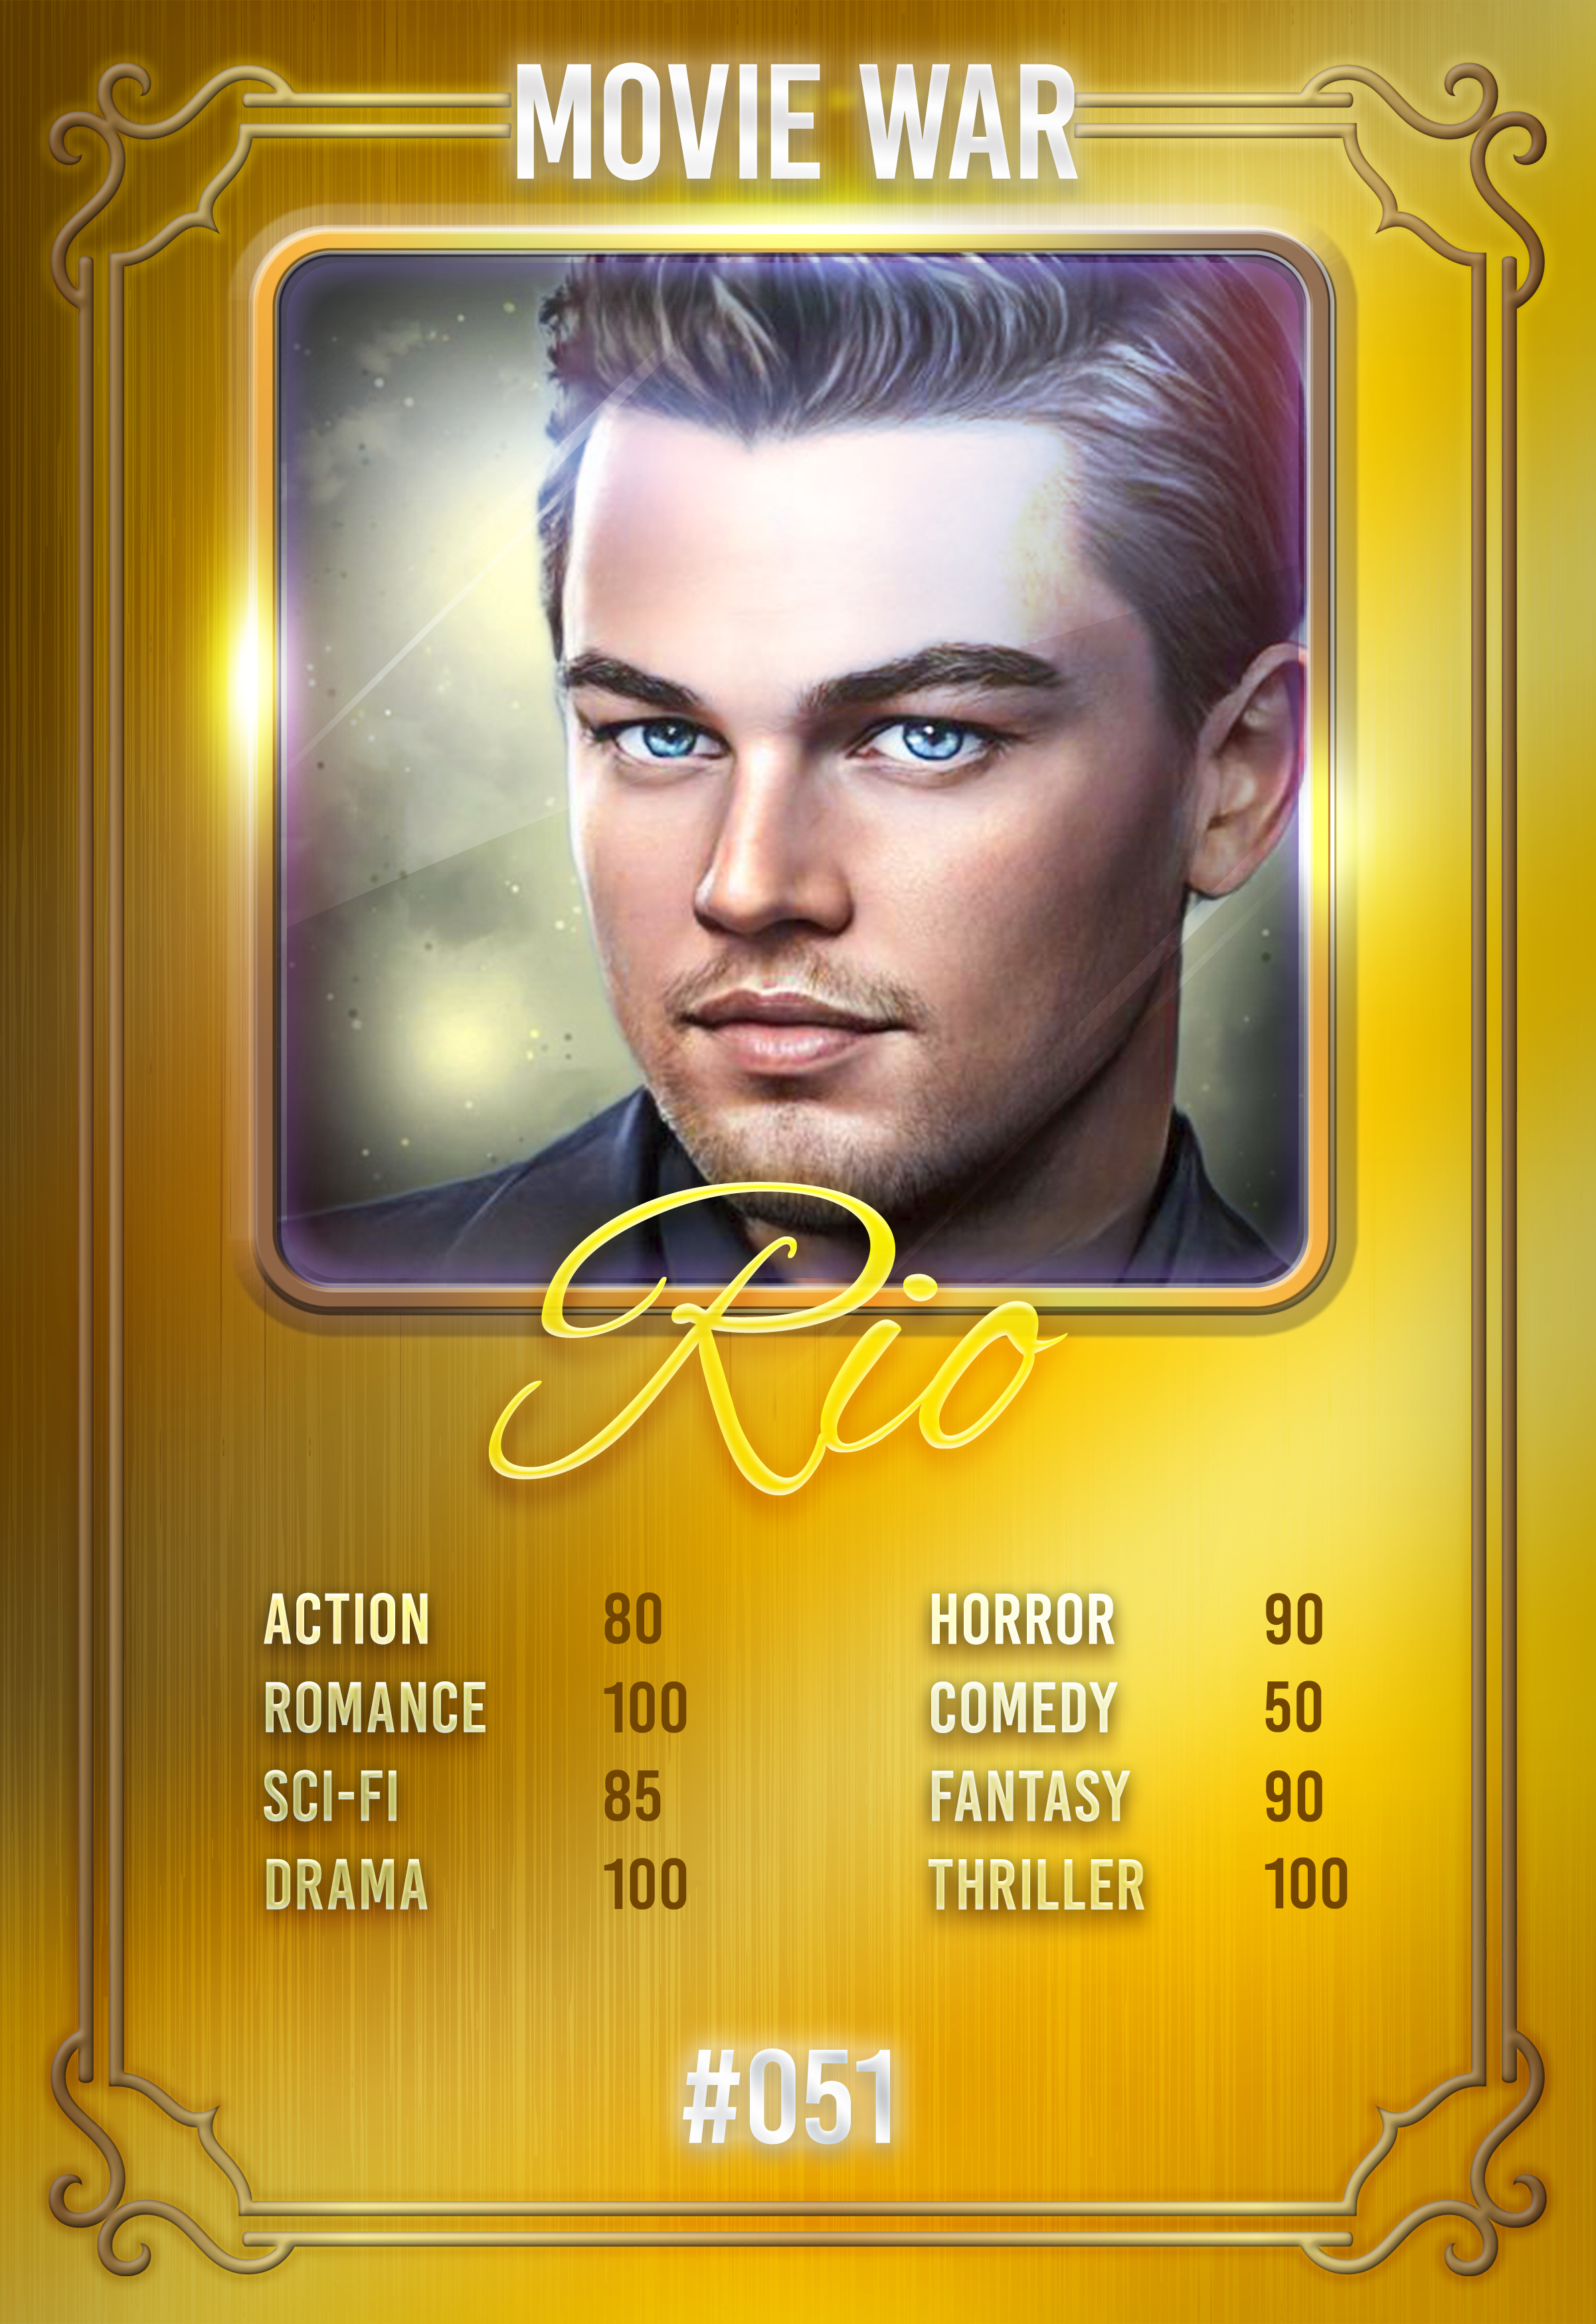 MOVIE WAR
Rio
ACTION 80 HORROR 90
ROMANCE 100 COMEDY 50
SCI-FI 85 FANTASY 90
DRAMA 100 THRILLER 100
#051